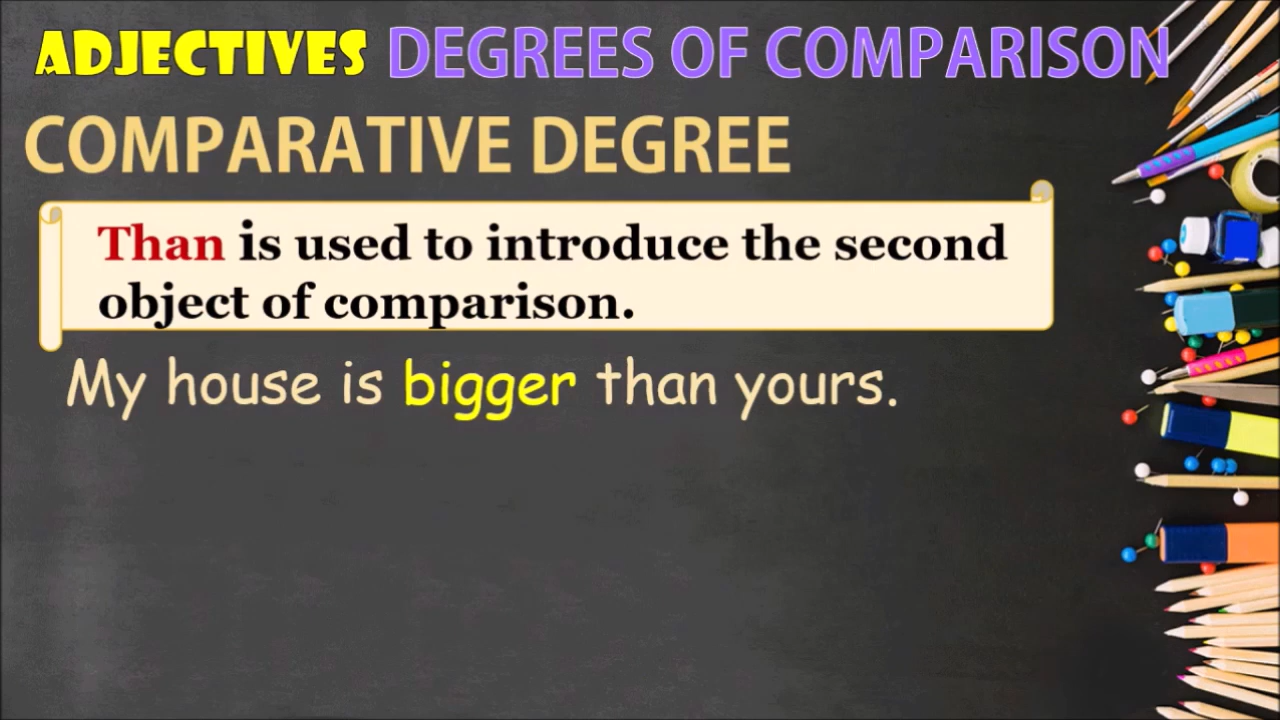 ADJECTIVES DEGREES OF COMPARISON
COMPARATIVE DEGREE
Than is used to introduce the second
object of comparison.
My house is bigger than yours.